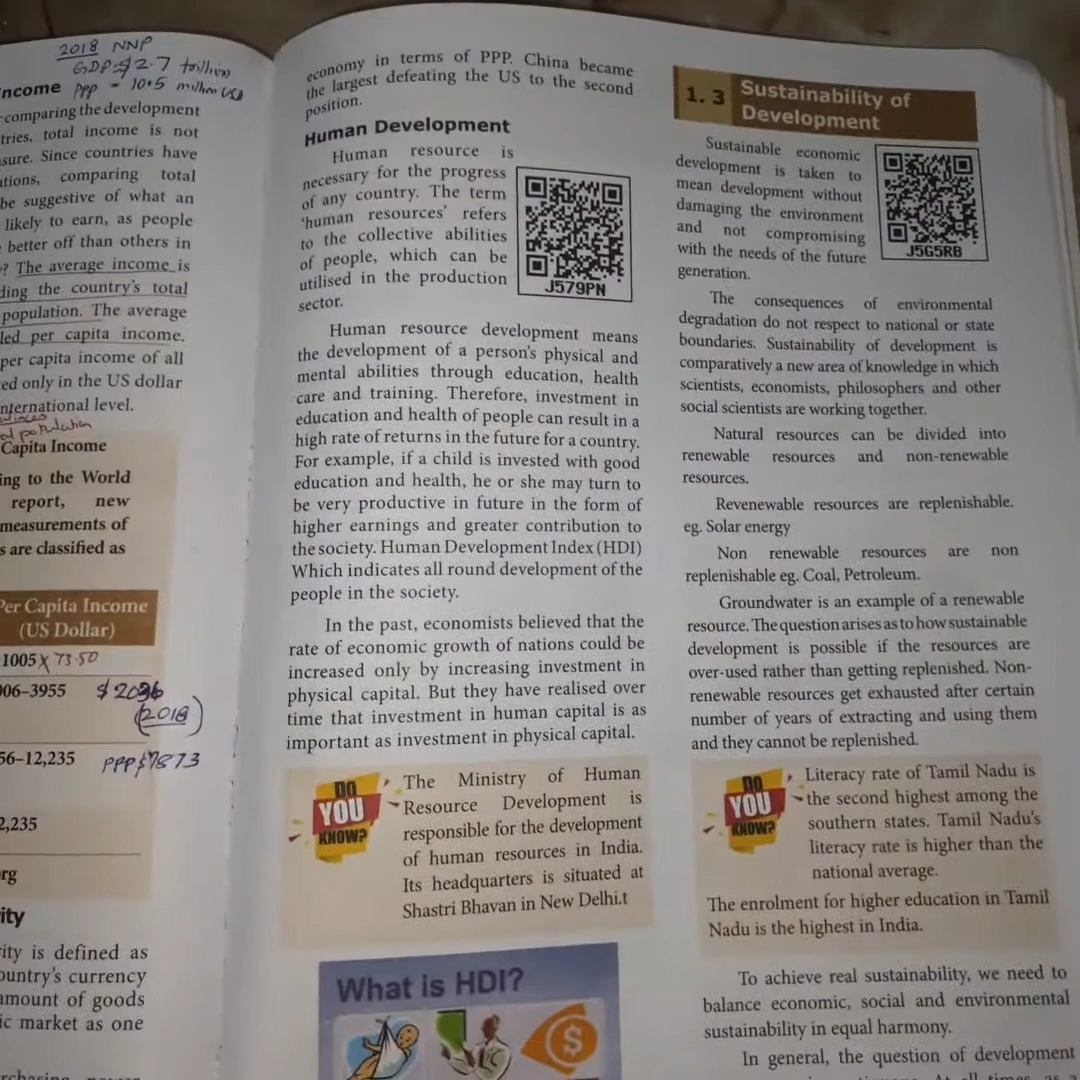 2018 NNP
GDP $2.7 trillion
PPP - 10.5 million USD
ncome
comparing the development
tries, total income is not
sure. Since countries have
tions, comparing total
be suggestive of what an
likely to earn, as people
better off than others in
? The average income is
ding the country's total
population. The average
led per capita income.
per capita income of all
ed only in the US dollar
nternational level.
al population
Capita Income
ing to the World
report, new
measurements of
s are classified as
Per Capita Income
(US Dollar)
1005 x 73.50
06–3955 $ 2036
(2018)
56–12,235 PPP $7873
2,235
rg
ity
ity is defined as
ountry's currency
amount of goods
ic market as one
economy in terms of PPP. China became
the largest defeating the US to the second
position.
Human Development
Human resource is
necessary for the progress
of any country. The term
'human resources' refers
to the collective abilities
of people, which can be
utilised in the production
sector.
J579PN
Human resource development means
the development of a person's physical and
mental abilities through education, health
care and training. Therefore, investment in
education and health of people can result in a
high rate of returns in the future for a country.
For example, if a child is invested with good
education and health, he or she may turn to
be very productive in future in the form of
higher earnings and greater contribution to
the society. Human Development Index (HDI)
Which indicates all round development of the
people in the society.
In the past, economists believed that the
rate of economic growth of nations could be
increased only by increasing investment in
physical capital. But they have realised over
time that investment in human capital is as
important as investment in physical capital.
DO
YOU
KNOW?
The Ministry of Human
Resource Development is
responsible for the development
of human resources in India.
Its headquarters is situated at
Shastri Bhavan in New Delhi.t
What is HDI?
1.3 Sustainability of
Development
Sustainable economic
development is taken to
mean development without
damaging the environment
and not compromising
with the needs of the future
generation.
J5G5RB
The consequences of environmental
degradation do not respect to national or state
boundaries. Sustainability of development is
comparatively a new area of knowledge in which
scientists, economists, philosophers and other
social scientists are working together.
Natural resources can be divided into
renewable resources and non-renewable
resources.
Revenewable resources are replenishable.
eg. Solar energy
Non renewable resources are non
replenishable eg. Coal, Petroleum.
Groundwater is an example of a renewable
resource. The question arises as to how sustainable
development is possible if the resources are
over-used rather than getting replenished. Non-
renewable resources get exhausted after certain
number of years of extracting and using them
and they cannot be replenished.
DO
YOU
KNOW?
Literacy rate of Tamil Nadu is
the second highest among the
southern states. Tamil Nadu's
literacy rate is higher than the
national average.
The enrolment for higher education in Tamil
Nadu is the highest in India.
To achieve real sustainability, we need to
balance economic, social and environmental
sustainability in equal harmony.
In general, the question of development